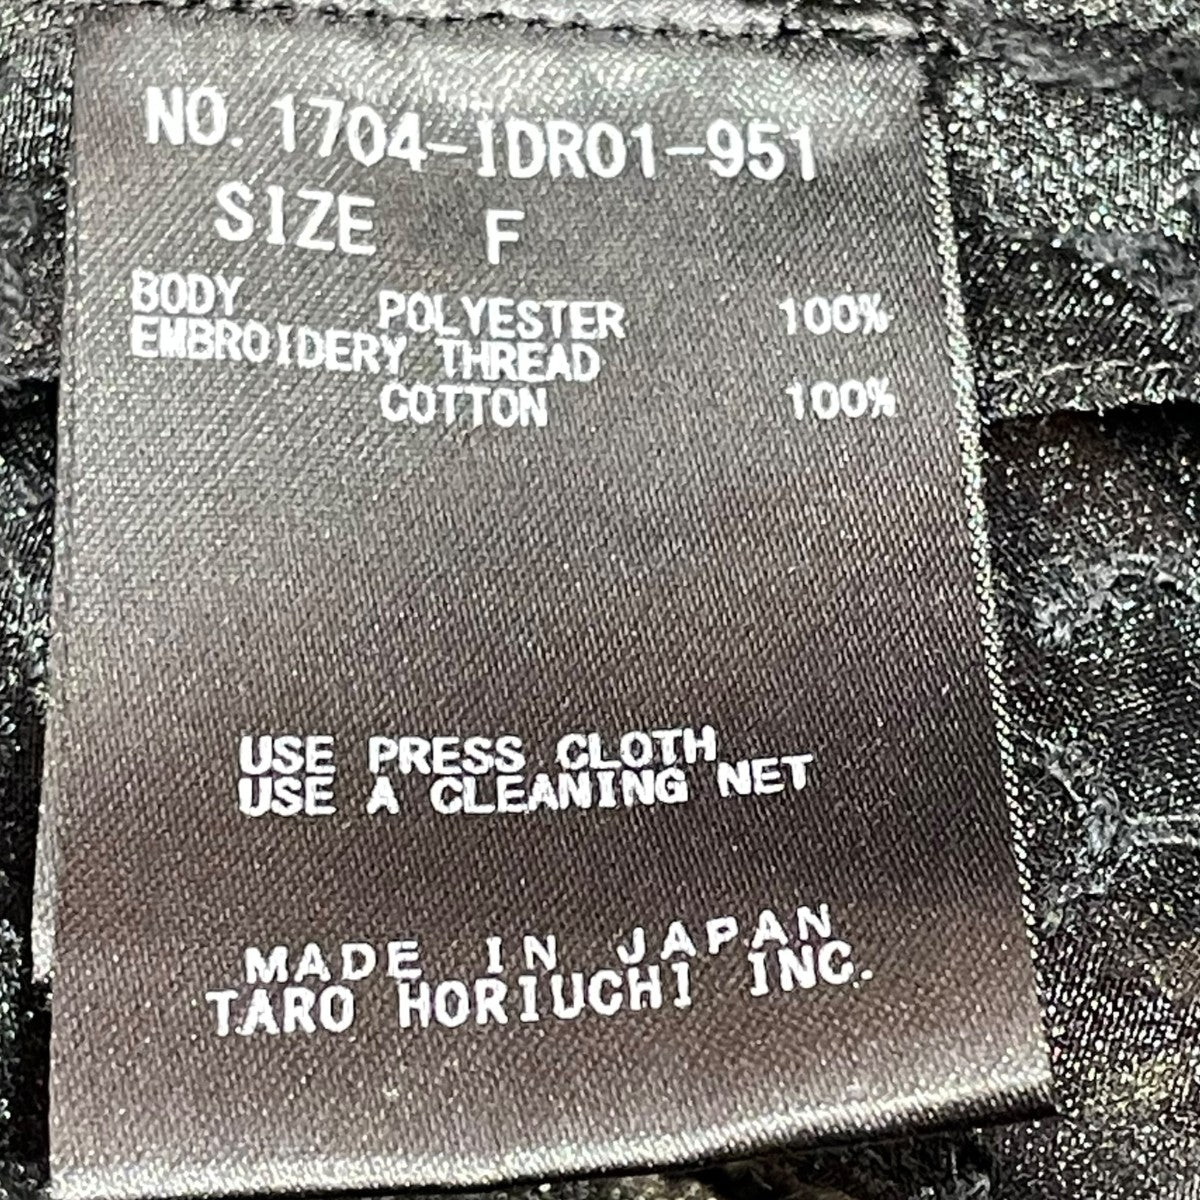 NO. 1704-IDR01-951
SIZE F
BODY POLYESTER 100%
EMBROIDERY THREAD
COTTON 100%
USE PRESS CLOTH
USE A CLEANING NET
MADE IN JAPAN
TARO HORIUCHI INC.